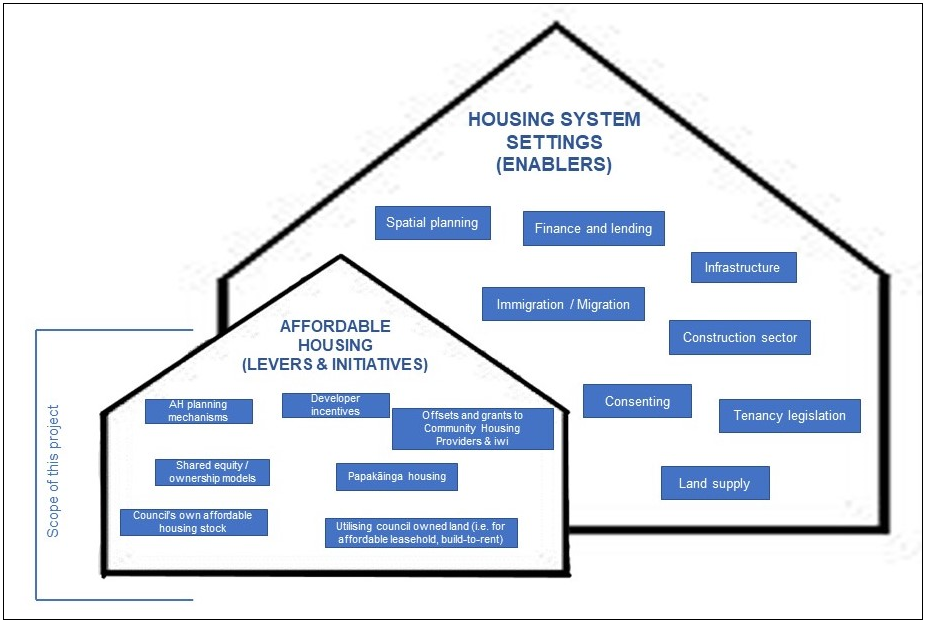 HOUSING SYSTEM
SETTINGS
(ENABLERS)
Spatial planning
Finance and lending
Infrastructure
Immigration / Migration
Construction sector
Consenting
Tenancy legislation
Land supply
AFFORDABLE
HOUSING
(LEVERS & INITIATIVES)
AH planning
mechanisms
Developer
incentives
Offsets and grants to
Community Housing
Providers & iwi
Shared equity /
ownership models
Papakāinga housing
Council's own affordable
housing stock
Utilising council owned land (i.e. for
affordable leasehold, build-to-rent)
Scope of this project